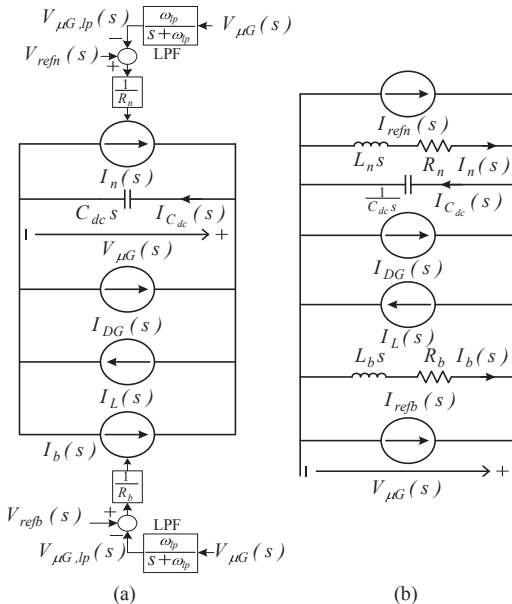 V_{μG,lp}(s)
ω_{lp}
s+ω_{lp}
V_{μG}(s)
LPF
V_{refn}(s)
−
+
1
R_n
I_n(s)
C_{dc}s
I_{C_{dc}}(s)
V_{μG}(s)
+
I_{DG}(s)
I_L(s)
I_b(s)
1
R_b
V_{refb}(s)
+
−
LPF
V_{μG,lp}(s)
ω_{lp}
s+ω_{lp}
V_{μG}(s)
(a)
I_{refn}(s)
L_n s
R_n
I_n(s)
1
C_{dc}s
I_{C_{dc}}(s)
I_{DG}(s)
I_L(s)
L_b s
R_b
I_b(s)
I_{refb}(s)
V_{μG}(s)
+
(b)